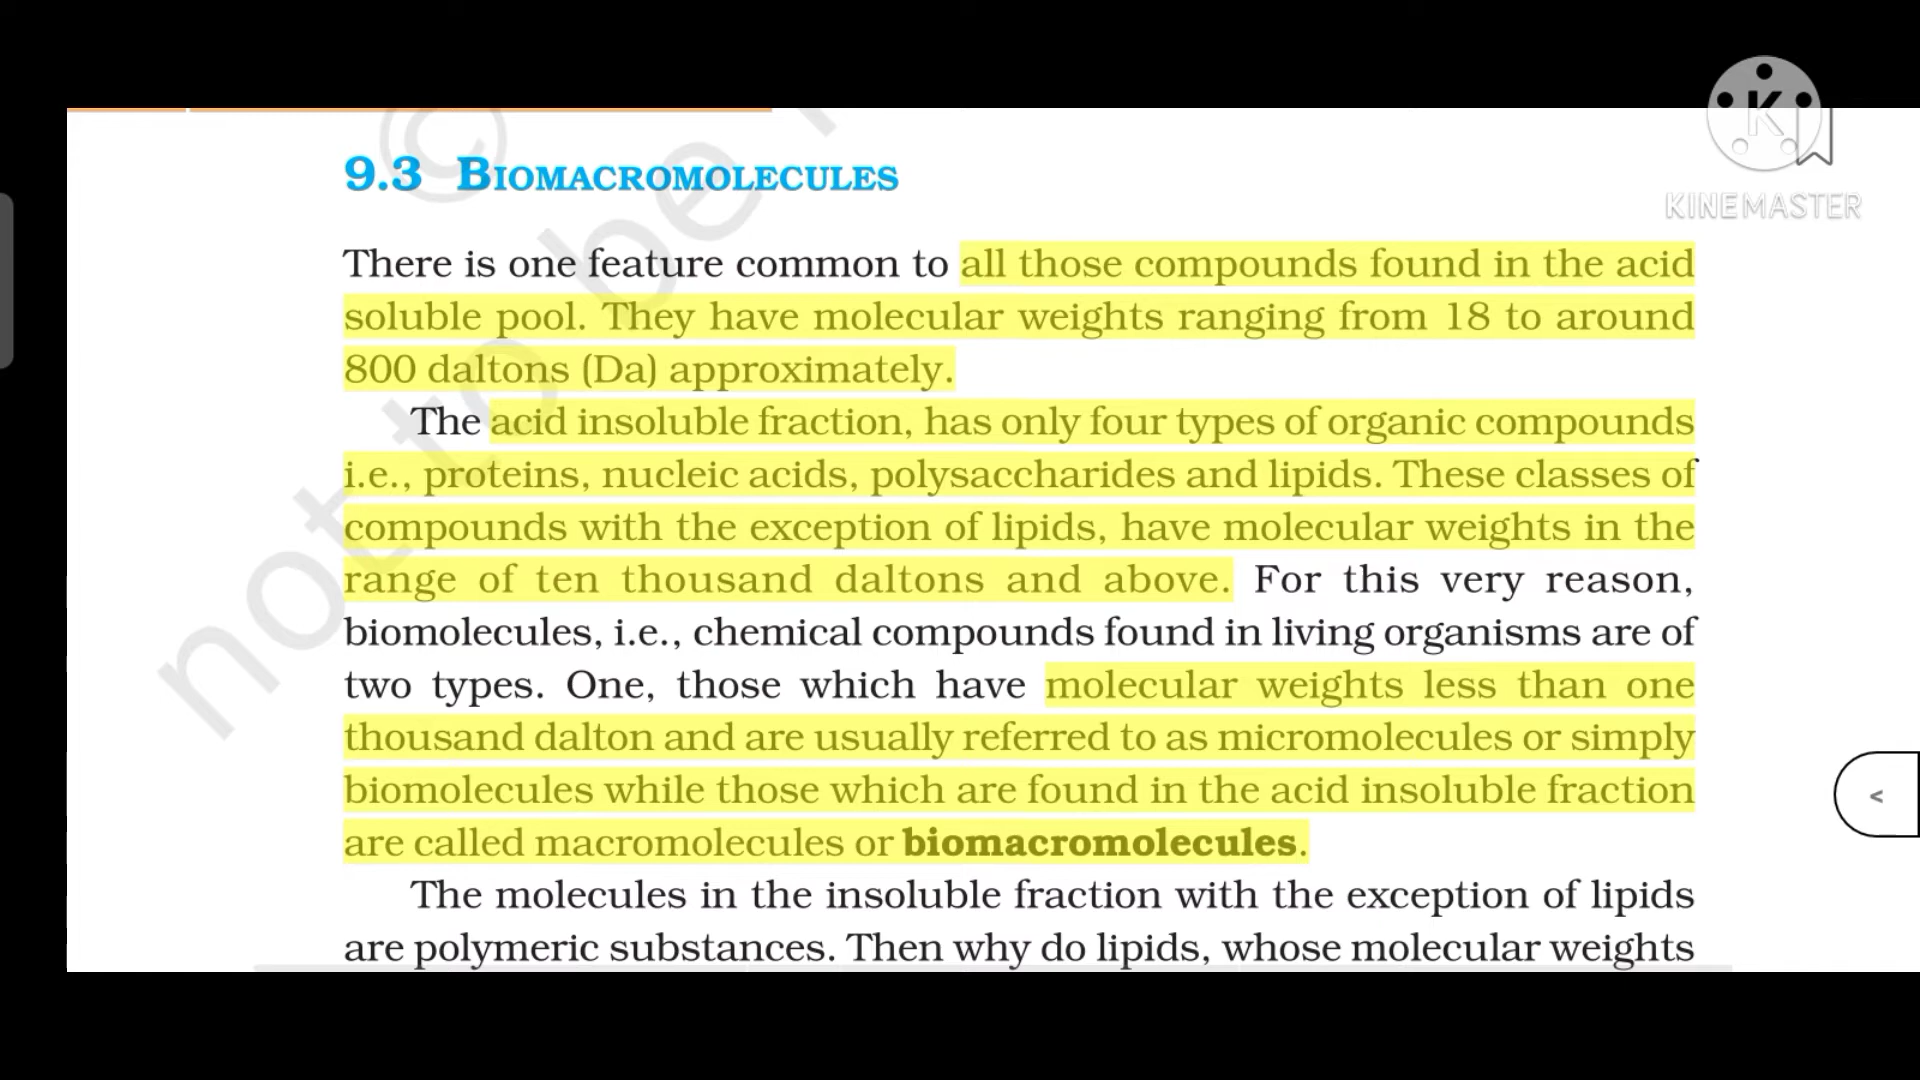 K
KINEMASTER
9.3 BIOMACROMOLECULES
There is one feature common to all those compounds found in the acid
soluble pool. They have molecular weights ranging from 18 to around
800 daltons (Da) approximately.
The acid insoluble fraction, has only four types of organic compounds
i.e., proteins, nucleic acids, polysaccharides and lipids. These classes of
compounds with the exception of lipids, have molecular weights in the
range of ten thousand daltons and above. For this very reason,
biomolecules, i.e., chemical compounds found in living organisms are of
two types. One, those which have molecular weights less than one
thousand dalton and are usually referred to as micromolecules or simply
biomolecules while those which are found in the acid insoluble fraction
are called macromolecules or biomacromolecules.
The molecules in the insoluble fraction with the exception of lipids
are polymeric substances. Then why do lipids, whose molecular weights
©
not to be
<